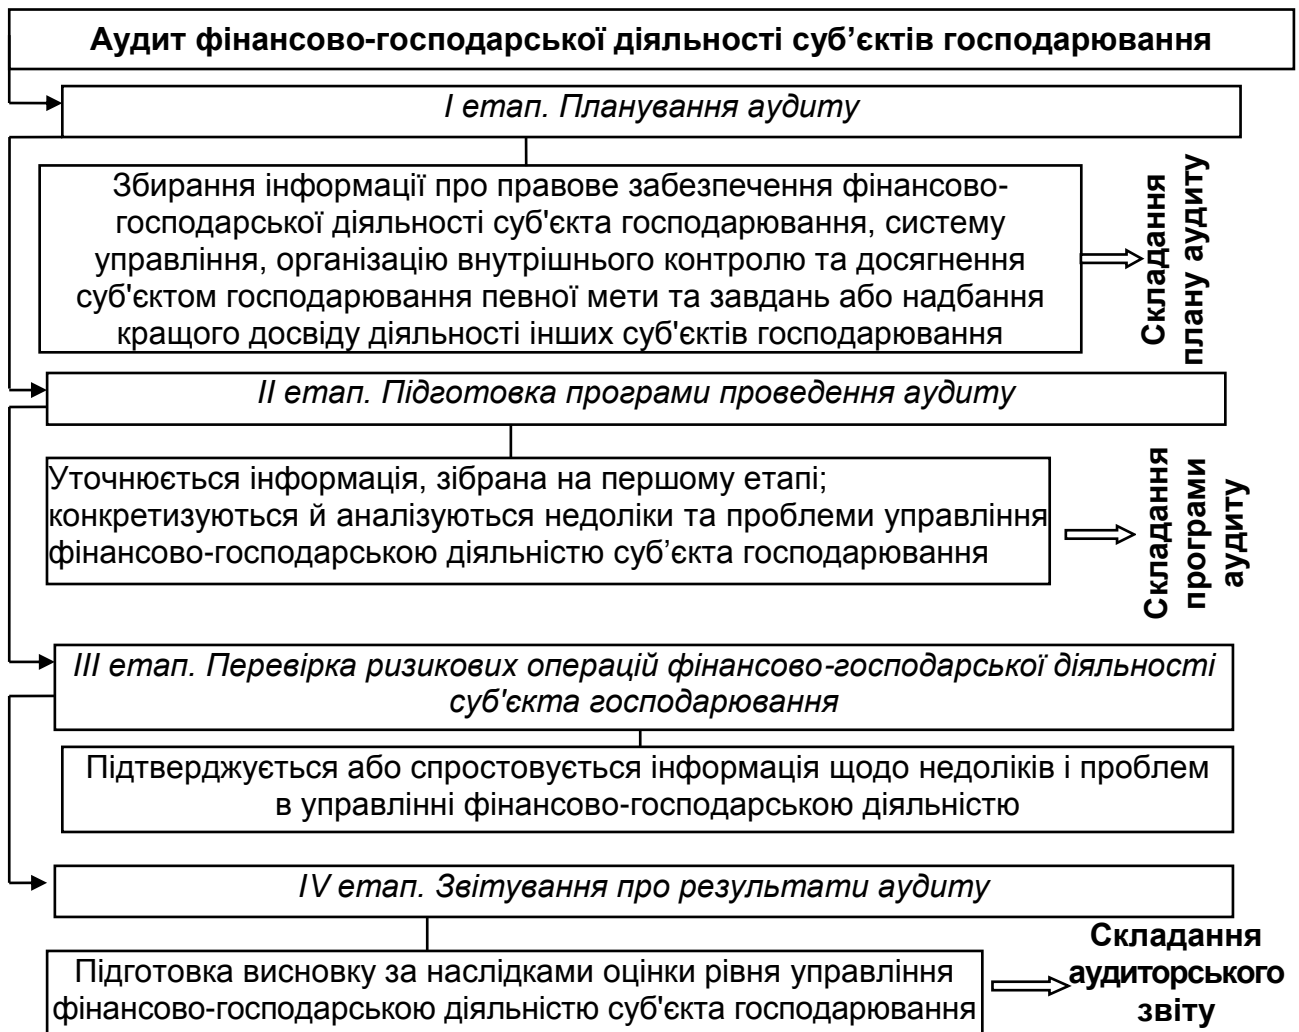 Аудит фінансово-господарської діяльності суб’єктів господарювання
I етап. Планування аудиту
Збирання інформації про правове забезпечення фінансово-
господарської діяльності суб'єкта господарювання, систему
управління, організацію внутрішнього контролю та досягнення
суб'єктом господарювання певної мети та завдань або надбання
кращого досвіду діяльності інших суб'єктів господарювання
Складання
плану аудиту
II етап. Підготовка програми проведення аудиту
Уточнюється інформація, зібрана на першому етапі;
конкретизуються й аналізуються недоліки та проблеми управління
фінансово-господарською діяльністю суб’єкта господарювання
Складання
програми
аудиту
III етап. Перевірка ризикових операцій фінансово-господарської діяльності
суб'єкта господарювання
Підтверджується або спростовується інформація щодо недоліків і проблем
в управлінні фінансово-господарською діяльністю
IV етап. Звітування про результати аудиту
Підготовка висновку за наслідками оцінки рівня управління
фінансово-господарською діяльністю суб'єкта господарювання
Складання
аудиторського
звіту